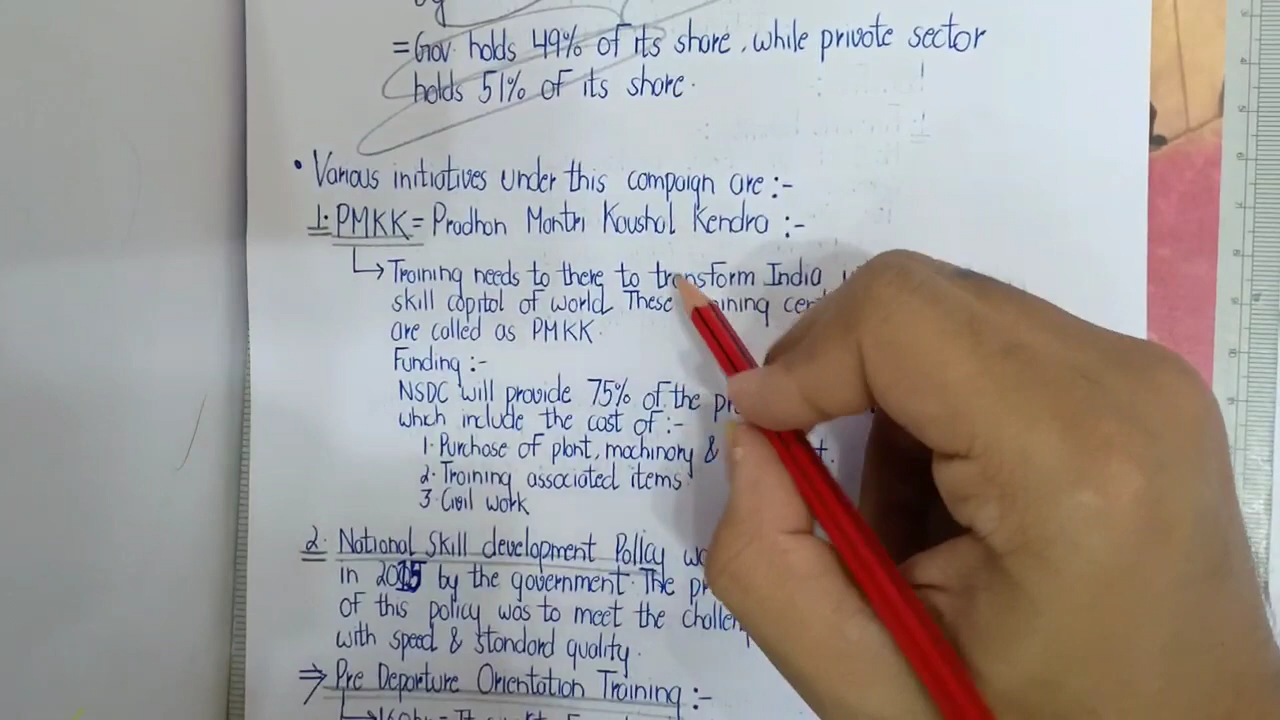 by
= Gov. holds 49% of its share, while private sector
holds 51% of its share.
• Various initiatives under this campaign are :-
1. PMKK = Pradhan Mantri Kaushal Kendra :-
→ Training needs to there to transform India
skill capital of world. These
are called as PMKK.
Funding :-
NSDC will provide 75% of the
which include the cost of :-
1. Purchase of plant, machinary &
2. Training associated items.
3. Civil work
2. National skill development Policy
in 2015 by the government. The
of this policy was to meet the
with speed & standard quality.
⇒ Pre Departure Orientation Training :-